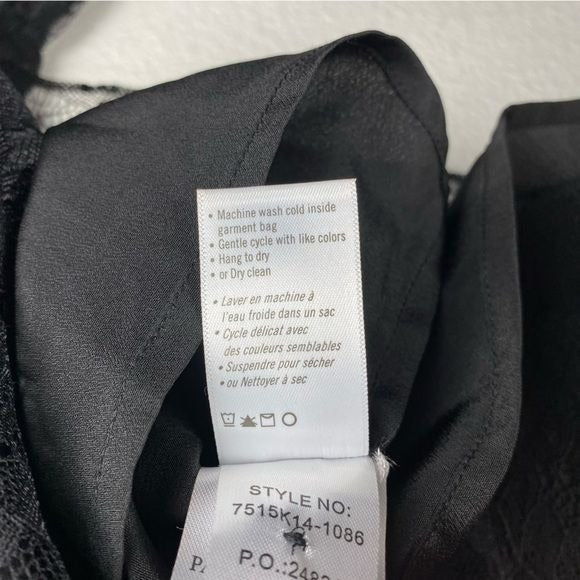 • Machine wash cold inside
garment bag
• Gentle cycle with like colors
• Hang to dry
• or Dry clean
• Laver en machine à
l'eau froide dans un sac
• Cycle délicat avec
des couleurs semblables
• Suspendre pour sécher
• ou Nettoyer à sec
STYLE NO:
7515K14-1086
P.O.: